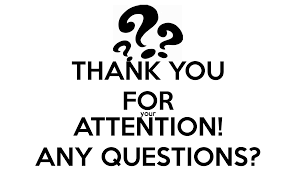 ???
THANK YOU
FOR
your
ATTENTION!
ANY QUESTIONS?